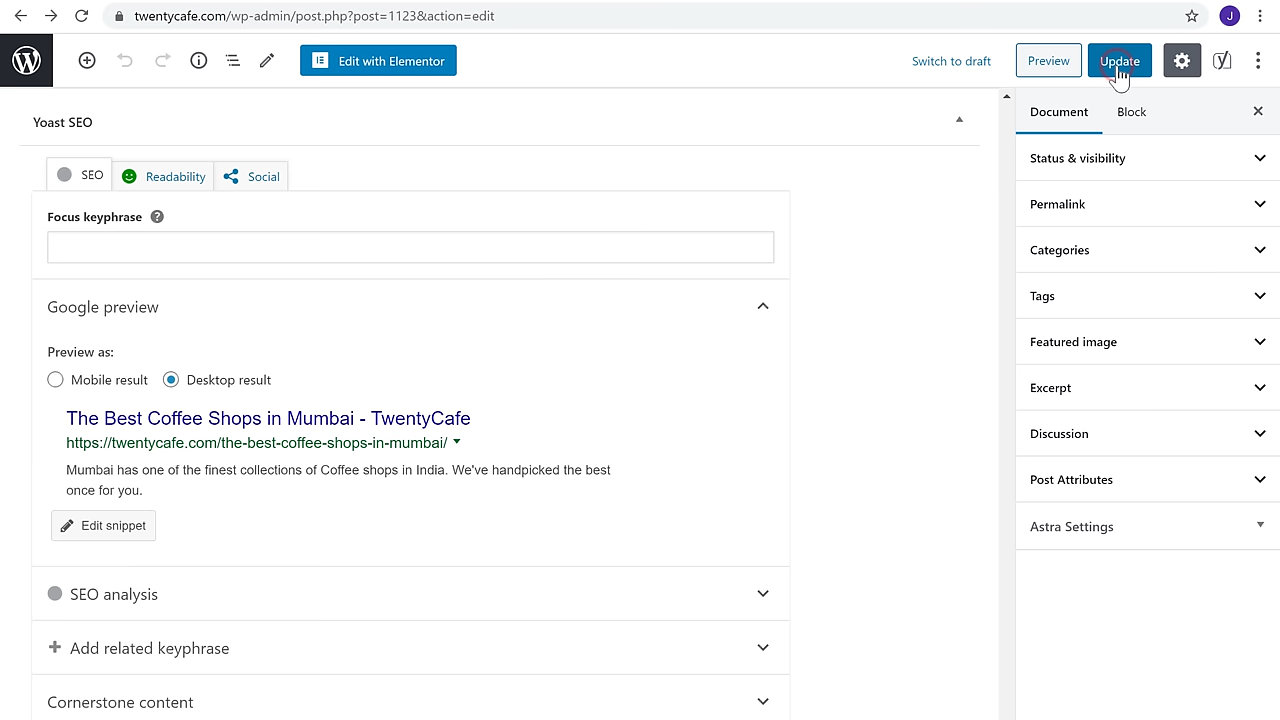 twentycafe.com/wp-admin/post.php?post=1123&action=edit
J
Edit with Elementor
Switch to draft
Preview
Update
Yoast SEO
Document
Block
SEO
Readability
Social
Focus keyphrase ?
Google preview
Preview as:
Mobile result
Desktop result
The Best Coffee Shops in Mumbai - TwentyCafe
https://twentycafe.com/the-best-coffee-shops-in-mumbai/
Mumbai has one of the finest collections of Coffee shops in India. We've handpicked the best
once for you.
Edit snippet
SEO analysis
Add related keyphrase
Cornerstone content
Status & visibility
Permalink
Categories
Tags
Featured image
Excerpt
Discussion
Post Attributes
Astra Settings